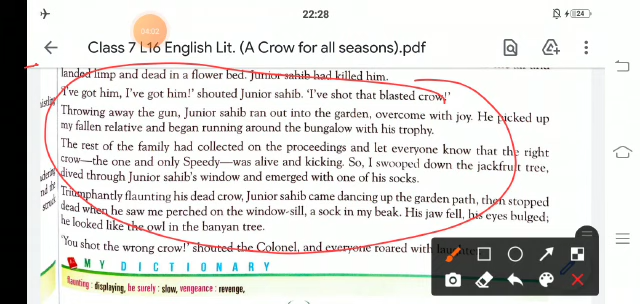 22:28
24
04:02
Class 7 L16 English Lit. (A Crow for all seasons).pdf
landed limp and dead in a flower bed. Junior sahib had killed him.
'I've got him, I've got him!' shouted Junior sahib. 'I've shot that blasted crow!'
Throwing away the gun, Junior sahib ran out into the garden, overcome with joy. He picked up
my fallen relative and began running around the bungalow with his trophy.
The rest of the family had collected on the proceedings and let everyone know that the right
crow—the one and only Speedy—was alive and kicking. So, I swooped down the jackfruit tree,
dived through Junior sahib's window and emerged with one of his socks.
Triumphantly flaunting his dead crow, Junior sahib came dancing up the garden path, then stopped
dead when he saw me perched on the window-sill, a sock in my beak. His jaw fell, his eyes bulged;
he looked like the owl in the banyan tree.
'You shot the wrong crow!' shouted the Colonel, and everyone roared with laughter.
MY DICTIONARY
flaunting : displaying, be surely : slow, vengeance : revenge,